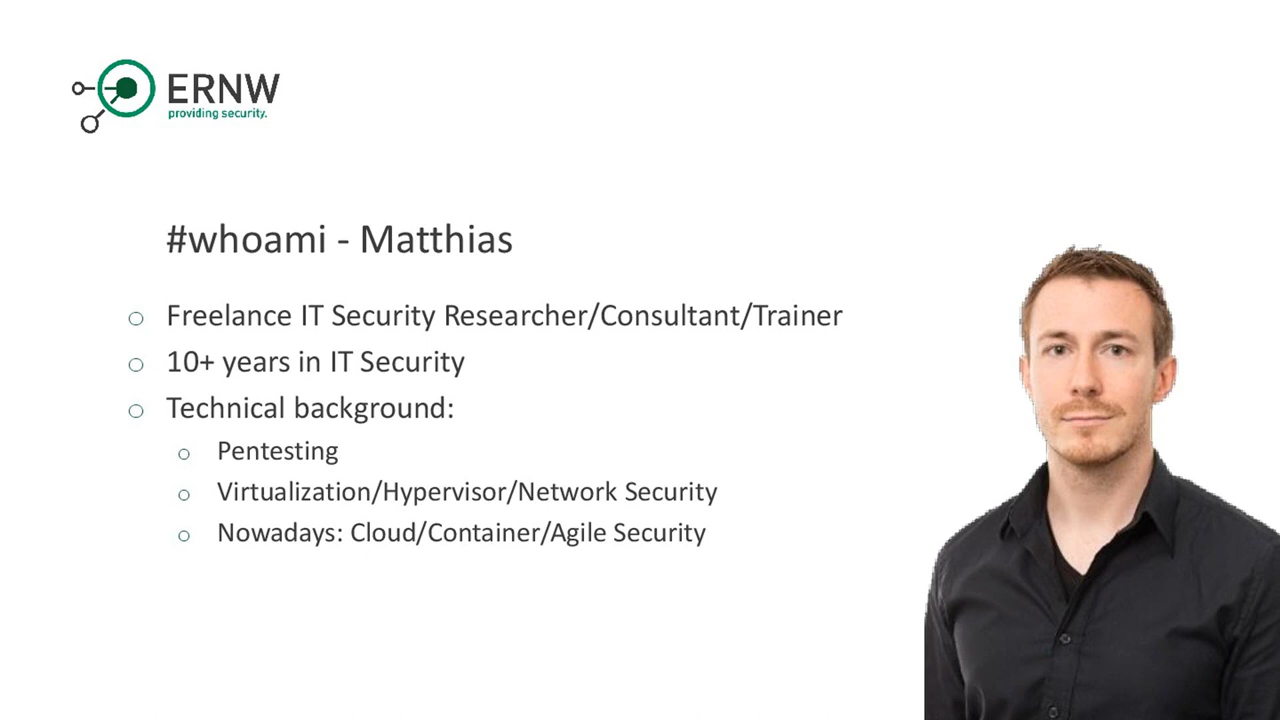 ERNW
providing security.
#whoami - Matthias
Freelance IT Security Researcher/Consultant/Trainer
10+ years in IT Security
Technical background:
Pentesting
Virtualization/Hypervisor/Network Security
Nowadays: Cloud/Container/Agile Security